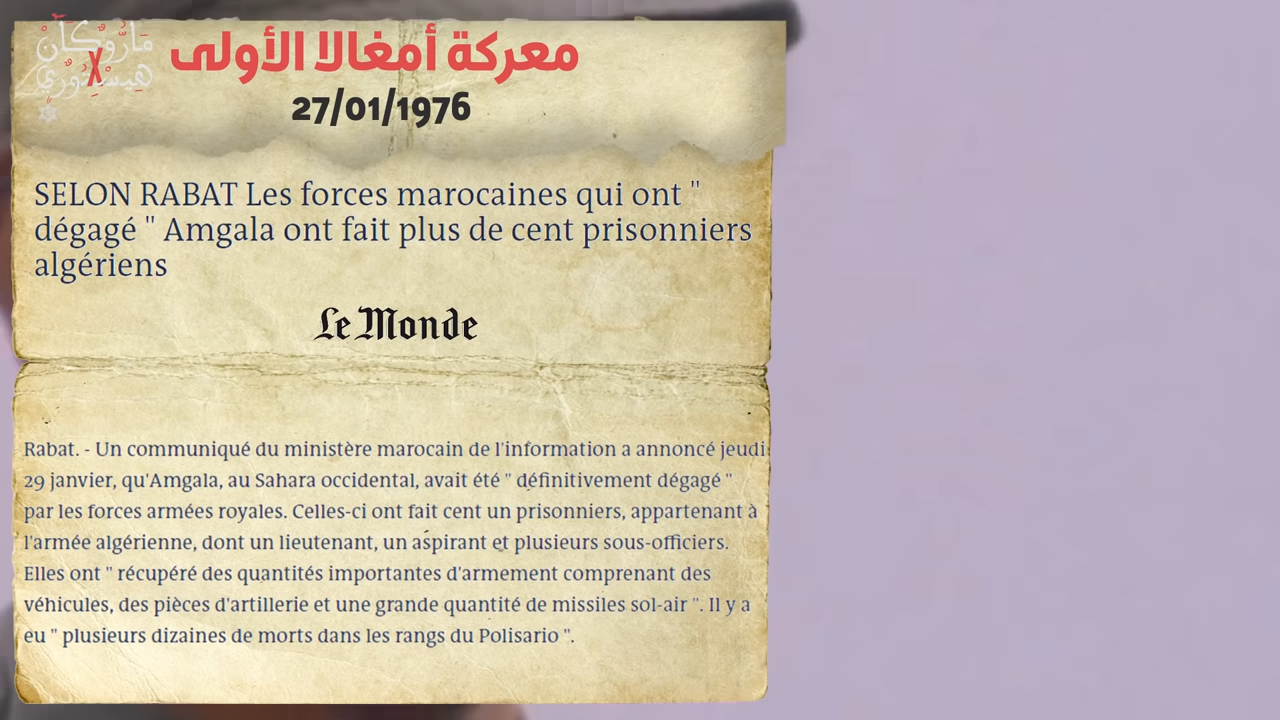 ماروكان
هيستوري
معركة أمغالا الأولى
27/01/1976
SELON RABAT Les forces marocaines qui ont "
dégagé " Amgala ont fait plus de cent prisonniers
algériens
Le Monde
Rabat. - Un communiqué du ministère marocain de l'information a annoncé jeudi
29 janvier, qu'Amgala, au Sahara occidental, avait été " définitivement dégagé "
par les forces armées royales. Celles-ci ont fait cent un prisonniers, appartenant à
l'armée algérienne, dont un lieutenant, un aspirant et plusieurs sous-officiers.
Elles ont " récupéré des quantités importantes d'armement comprenant des
véhicules, des pièces d'artillerie et une grande quantité de missiles sol-air ". Il y a
eu " plusieurs dizaines de morts dans les rangs du Polisario ".